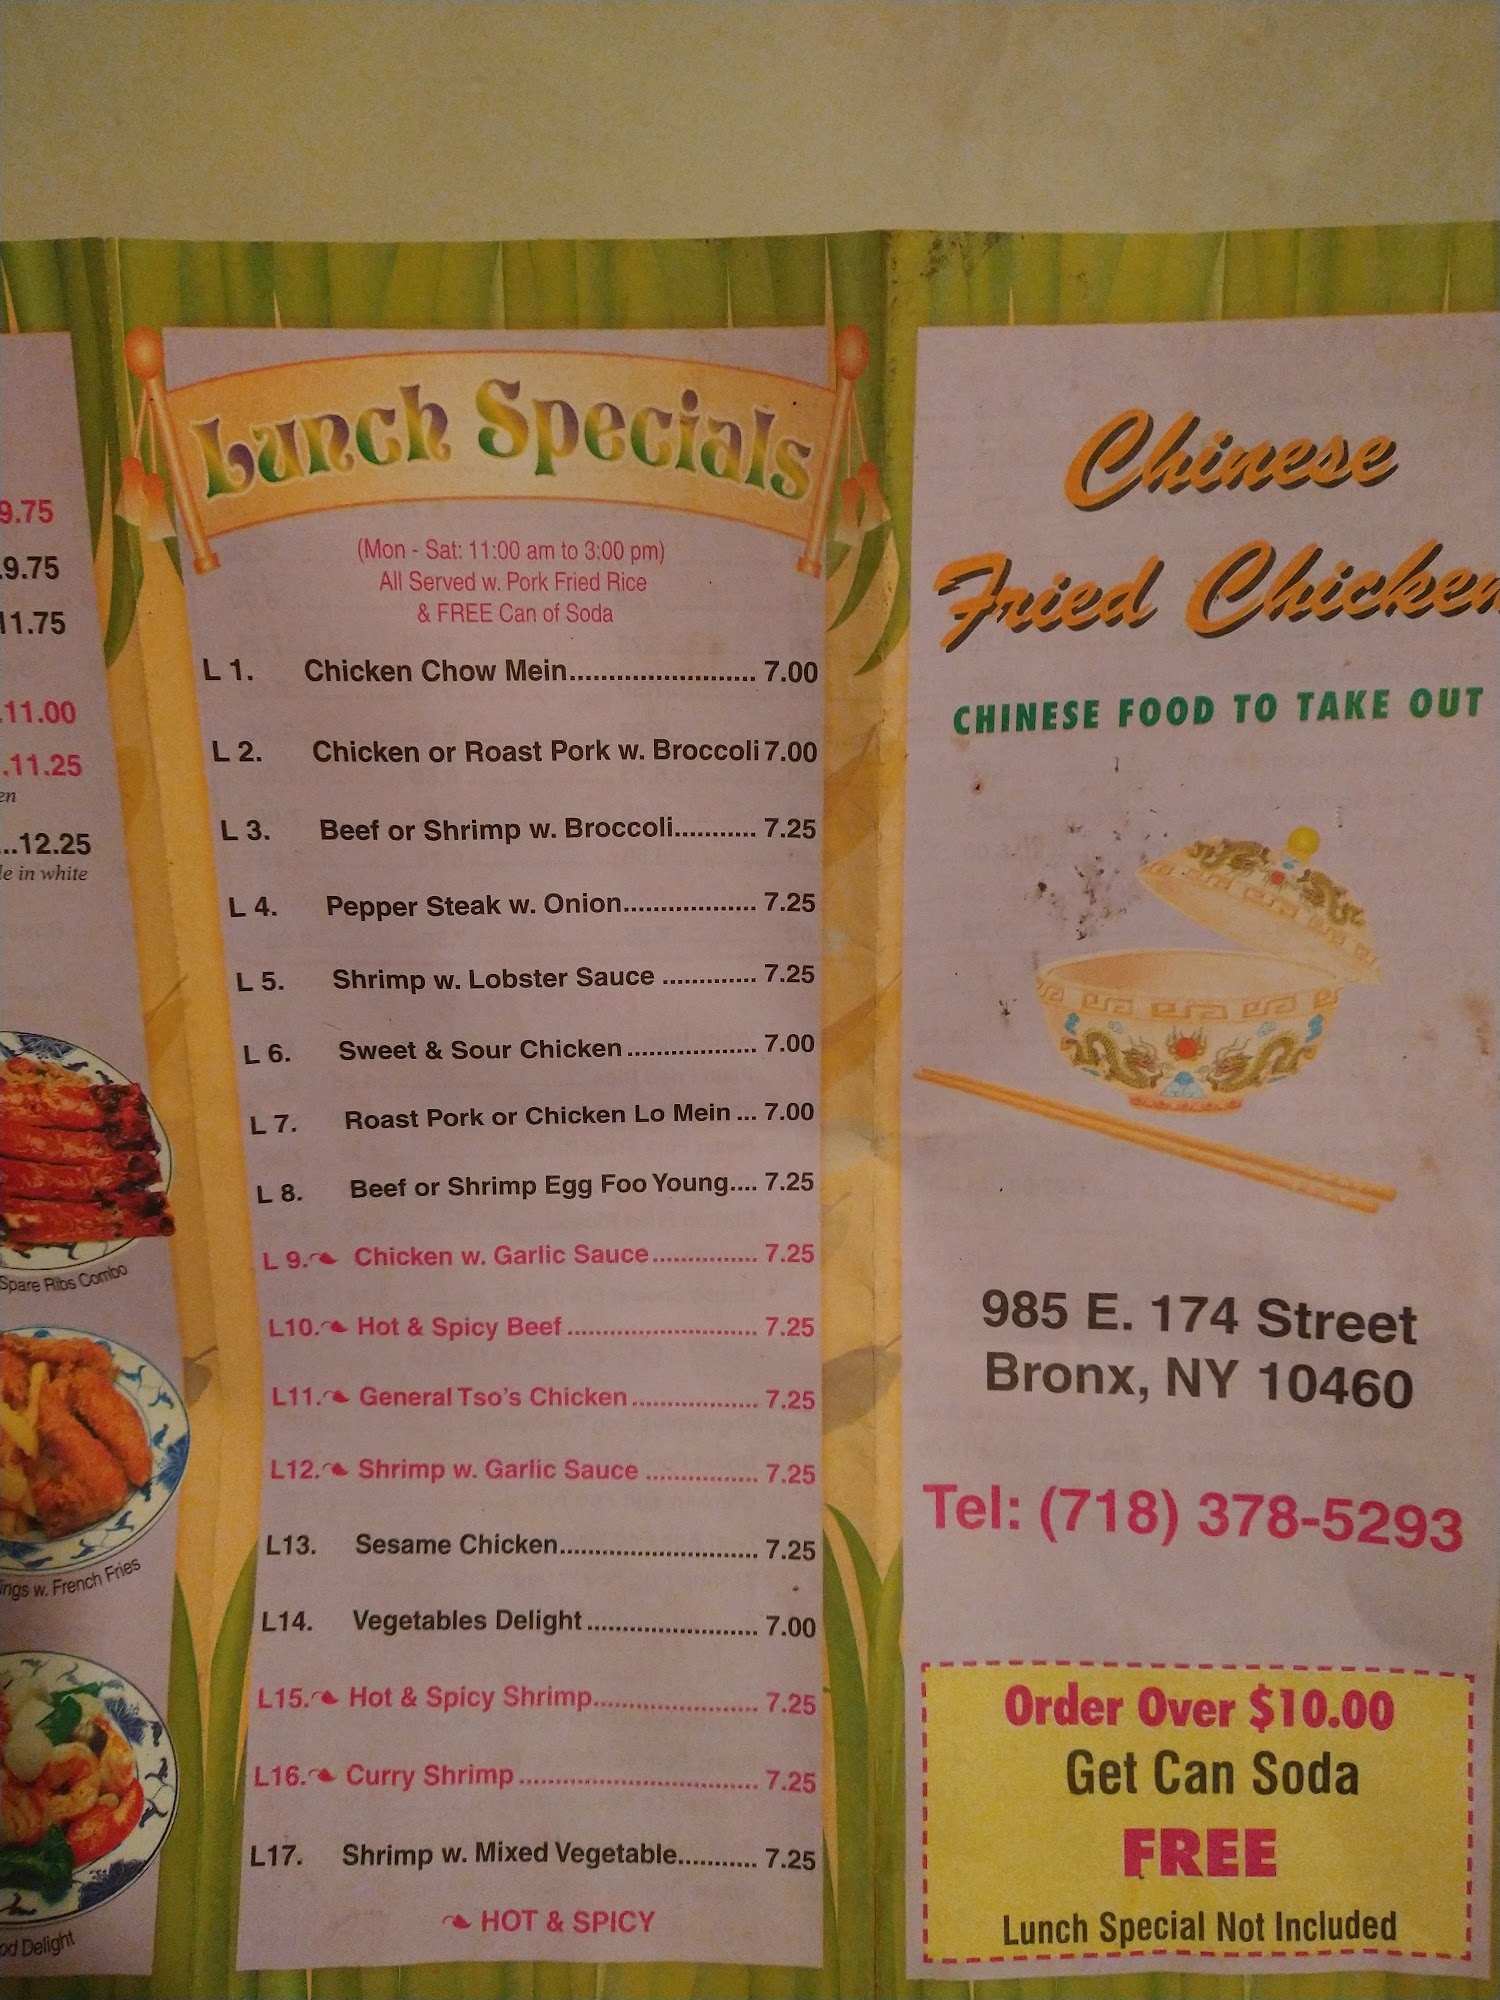 9.75
.9.75
11.75
.11.00
.11.25
en
...12.25
le in white
Spare Ribs Combo
ings w. French Fries
od Delight
Lunch Specials
(Mon - Sat: 11:00 am to 3:00 pm)
All Served w. Pork Fried Rice
& FREE Can of Soda
L 1. Chicken Chow Mein.......................... 7.00
L 2. Chicken or Roast Pork w. Broccoli 7.00
L 3. Beef or Shrimp w. Broccoli........... 7.25
L 4. Pepper Steak w. Onion.................. 7.25
L 5. Shrimp w. Lobster Sauce ............. 7.25
L 6. Sweet & Sour Chicken .................. 7.00
L 7. Roast Pork or Chicken Lo Mein ... 7.00
L 8. Beef or Shrimp Egg Foo Young.... 7.25
L 9. Chicken w. Garlic Sauce............... 7.25
L10. Hot & Spicy Beef ........................... 7.25
L11. General Tso's Chicken .................. 7.25
L12. Shrimp w. Garlic Sauce ................ 7.25
L13. Sesame Chicken............................ 7.25
L14. Vegetables Delight ........................ 7.00
L15. Hot & Spicy Shrimp....................... 7.25
L16. Curry Shrimp .................................. 7.25
L17. Shrimp w. Mixed Vegetable........... 7.25
HOT & SPICY
Chinese
Fried Chicken
CHINESE FOOD TO TAKE OUT
985 E. 174 Street
Bronx, NY 10460
Tel: (718) 378-5293
Order Over $10.00
Get Can Soda
FREE
Lunch Special Not Included